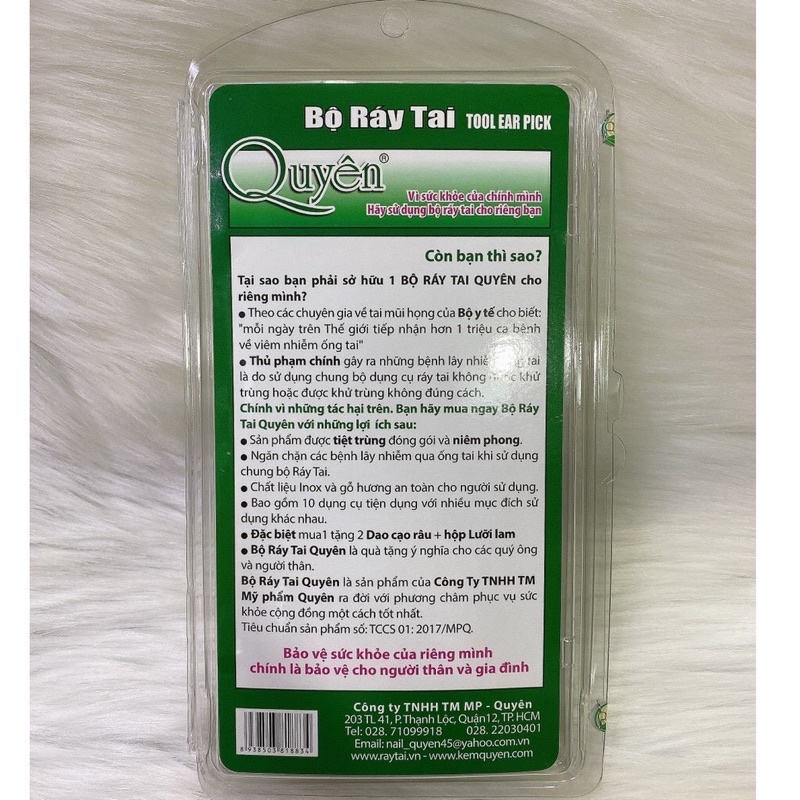 Bộ Ráy Tai TOOL EAR PICK
Quyên®
Vì sức khỏe của chính mình
Hãy sử dụng bộ ráy tai cho riêng bạn
Còn bạn thì sao?
Tại sao bạn phải sở hữu 1 BỘ RÁY TAI QUYÊN cho
riêng mình?
● Theo các chuyên gia về tai mũi họng của Bộ y tế cho biết:
"mỗi ngày trên Thế giới tiếp nhận hơn 1 triệu ca bệnh
về viêm nhiễm ống tai"
● Thủ phạm chính gây ra những bệnh lây nhiễm tai
là do sử dụng chung bộ dụng cụ ráy tai không được khử
trùng hoặc được khử trùng không đúng cách.
Chính vì những tác hại trên. Bạn hãy mua ngay Bộ Ráy
Tai Quyên với những lợi ích sau:
● Sản phẩm được tiệt trùng đóng gói và niêm phong.
● Ngăn chặn các bệnh lây nhiễm qua ống tai khi sử dụng
chung bộ Ráy Tai.
● Chất liệu Inox và gỗ hương an toàn cho người sử dụng.
● Bao gồm 10 dụng cụ tiện dụng với nhiều mục đích sử
dụng khác nhau.
● Đặc biệt mua1 tặng 2 Dao cạo râu + hộp Lưỡi lam
● Bộ Ráy Tai Quyên là quà tặng ý nghĩa cho các quý ông
và người thân.
Bộ Ráy Tai Quyên là sản phẩm của Công Ty TNHH TM
Mỹ phẩm Quyên ra đời với phương châm phục vụ sức
khỏe cộng đồng một cách tốt nhất.
Tiêu chuẩn sản phẩm số: TCCS 01: 2017/MPQ.
Bảo vệ sức khỏe của riêng mình
chính là bảo vệ cho người thân và gia đình
Công ty TNHH TM MP - Quyên
203 TL 41, P.Thạnh Lộc, Quận12, TP. HCM
Tel: 028. 71099918 028. 22030401
Email: nail_quyen45@yahoo.com.vn
www.raytai.vn - www.kemquyen.com
8 938503 818834